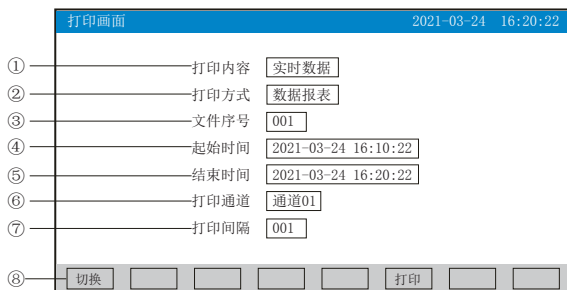 打印画面 2021-03-24 16:20:22
① 打印内容 实时数据
② 打印方式 数据报表
③ 文件序号 001
④ 起始时间 2021-03-24 16:10:22
⑤ 结束时间 2021-03-24 16:20:22
⑥ 打印通道 通道01
⑦ 打印间隔 001
⑧ 切换 打印